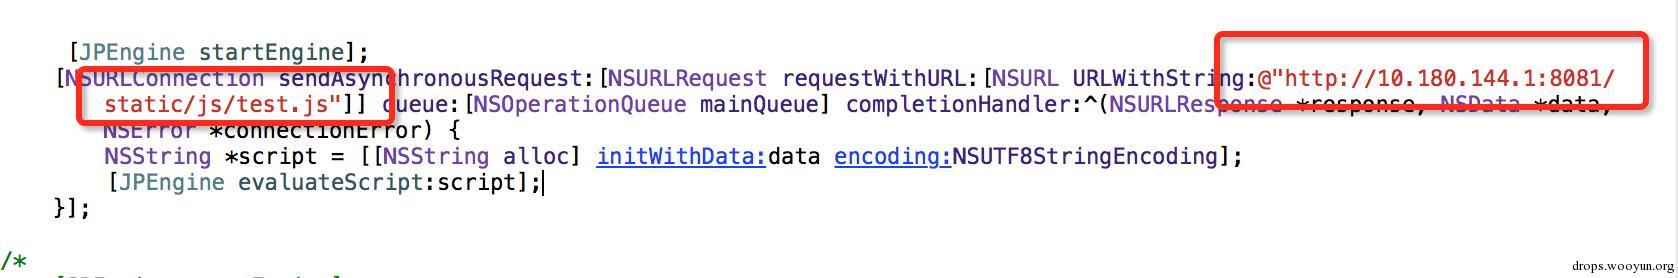 [JPEngine startEngine];
[NSURLConnection sendAsynchronousRequest:[NSURLRequest requestWithURL:[NSURL URLWithString:@"http://10.180.144.1:8081/
static/js/test.js"]] queue:[NSOperationQueue mainQueue] completionHandler:^(NSURLResponse *response, NSData *data,
NSError *connectionError) {
NSString *script = [[NSString alloc] initWithData:data encoding:NSUTF8StringEncoding];
[JPEngine evaluateScript:script];
}];
/*
drops.wooyun.org